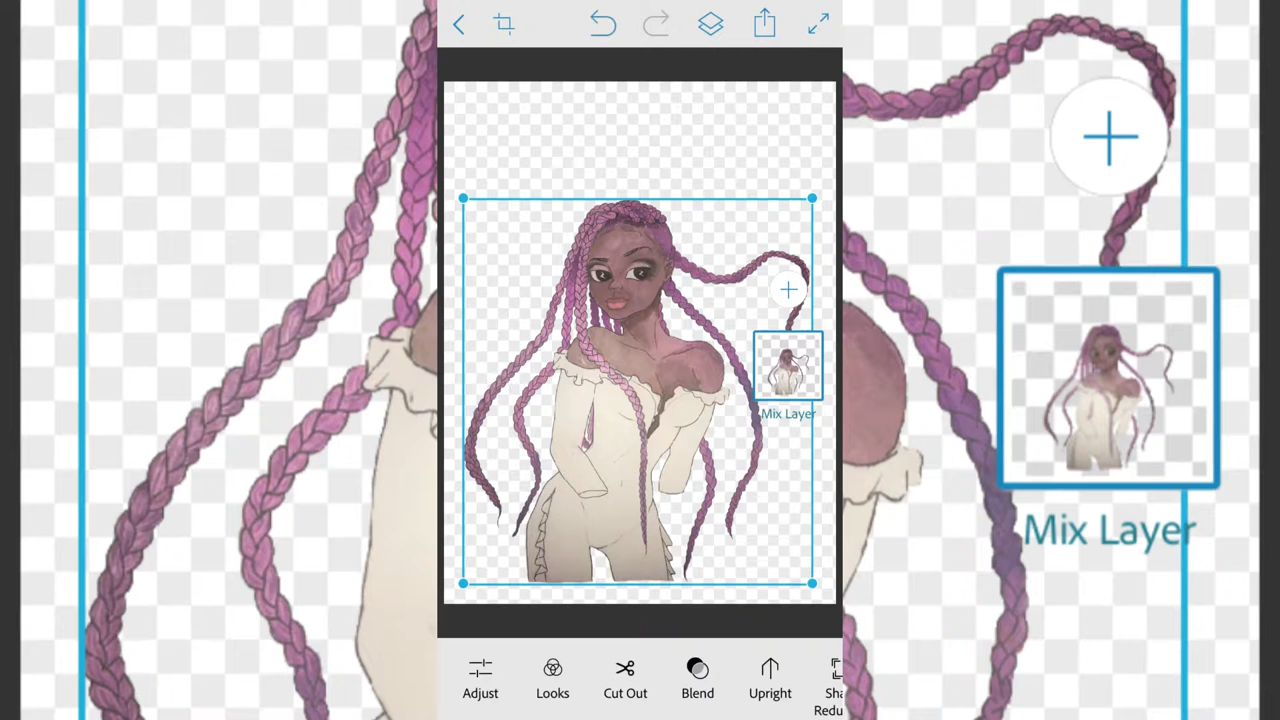 Mix Layer
Mix Layer
Adjust
Looks
Cut Out
Blend
Upright
Sha
Redu